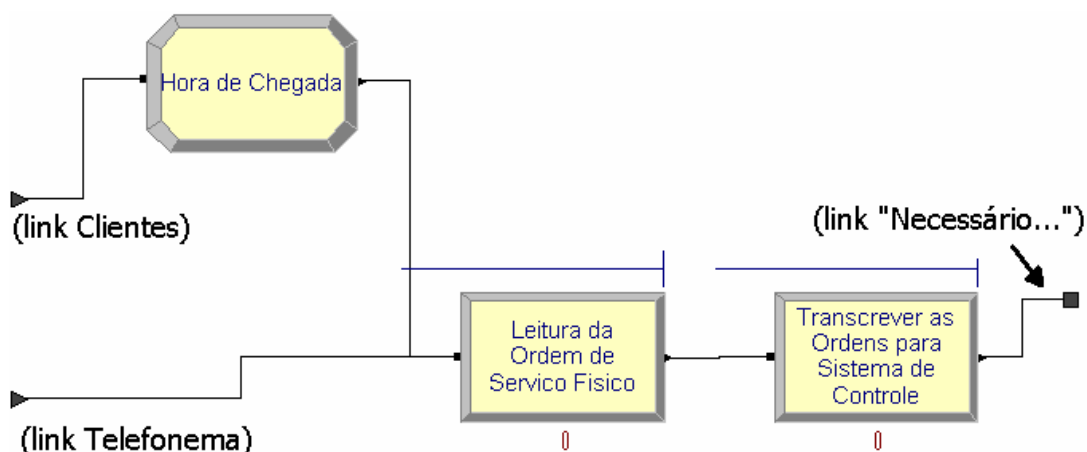 Hora de Chegada
(link Clientes)
(link "Necessário...")
Leitura da
Ordem de
Servico Fisico
Transcrever as
Ordens para
Sistema de
Controle
(link Telefonema)
0
0